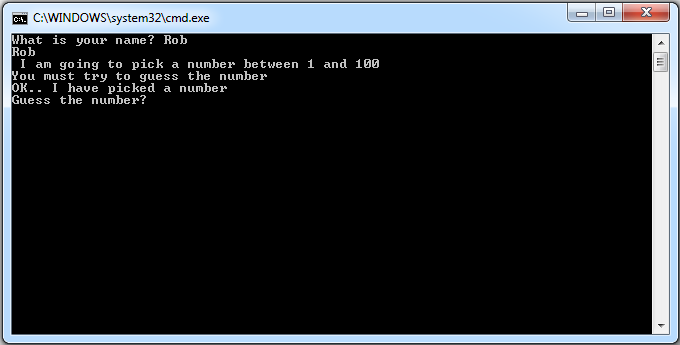 C:\WINDOWS\system32\cmd.exe
What is your name? Rob
Rob
 I am going to pick a number between 1 and 100
You must try to guess the number
OK.. I have picked a number
Guess the number?